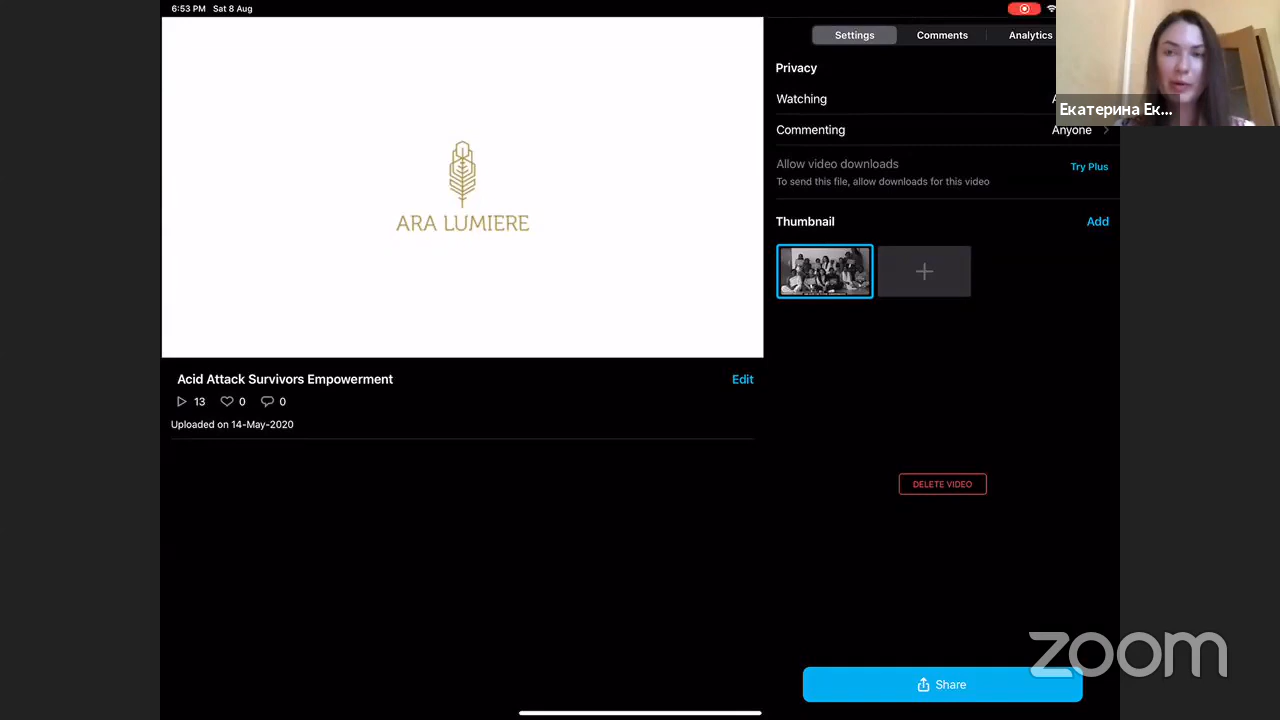 6:53 PM Sat 8 Aug
Settings Comments Analytics
Privacy
Watching
Екатерина Ек...
Commenting Anyone
Allow video downloads
To send this file, allow downloads for this video
Try Plus
ARA LUMIERE
Thumbnail Add
Acid Attack Survivors Empowerment Edit
13 0 0
Uploaded on 14-May-2020
DELETE VIDEO
Share
zoom